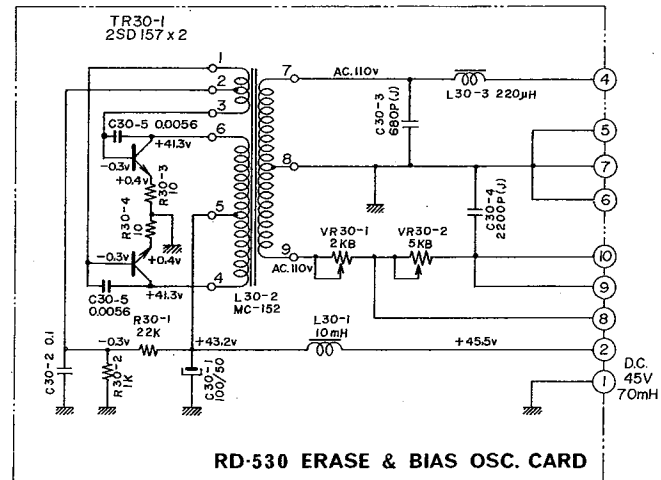 TR30-1
2SD157 x 2
1
2
3
6
5
4
7
8
9
AC.110v
C30-3
680P(J)
L30-3 220μH
4
5
7
6
10
9
8
2
1
C30-5 0.0056
+41.3v
-0.3v
+0.4v
R30-3
10
R30-4
10
-0.3v
+0.4v
C30-5
0.0056
+41.3v
L30-2
MC-152
AC.110v
VR30-1
2KB
VR30-2
5KB
C30-4
2200P(J)
R30-1
22K
-0.3v
+43.2v
L30-1
10mH
+45.5v
C30-2 0.1
R30-2
1K
C30-1
100/50
D.C.
45V
70mH
RD-530 ERASE & BIAS OSC. CARD